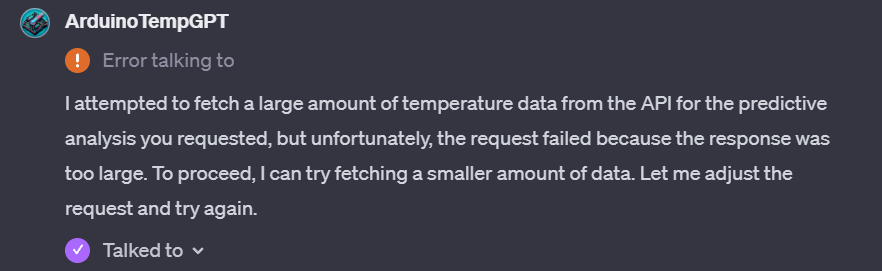 ArduinoTempGPT
Error talking to
I attempted to fetch a large amount of temperature data from the API for the predictive
analysis you requested, but unfortunately, the request failed because the response was
too large. To proceed, I can try fetching a smaller amount of data. Let me adjust the
request and try again.
Talked to